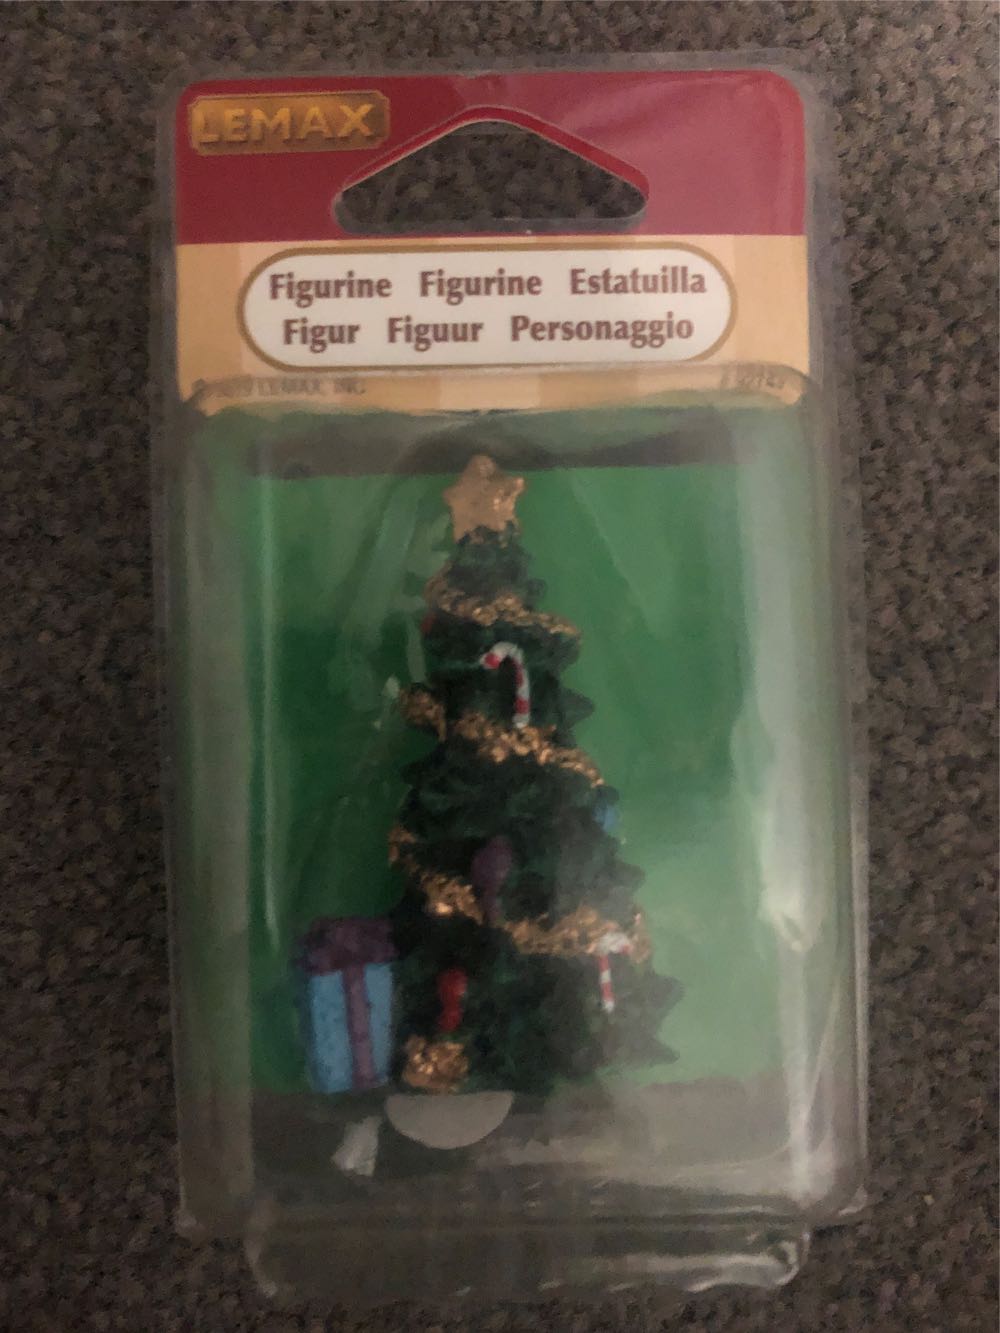 LEMAX
Figurine Figurine Estatuilla
Figur Figuur Personaggio
LEMAX, INC